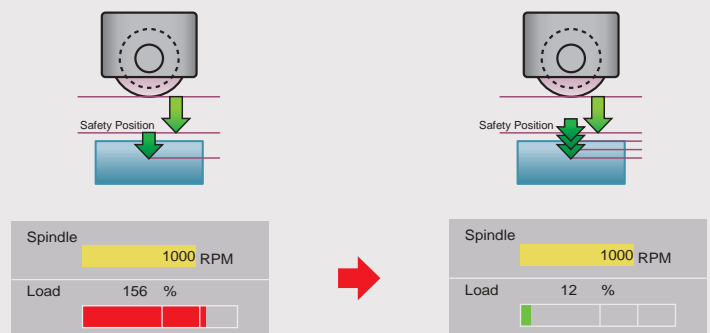 Safety Position
Safety Position
Spindle
1000 RPM
Load 156 %
Spindle
1000 RPM
Load 12 %